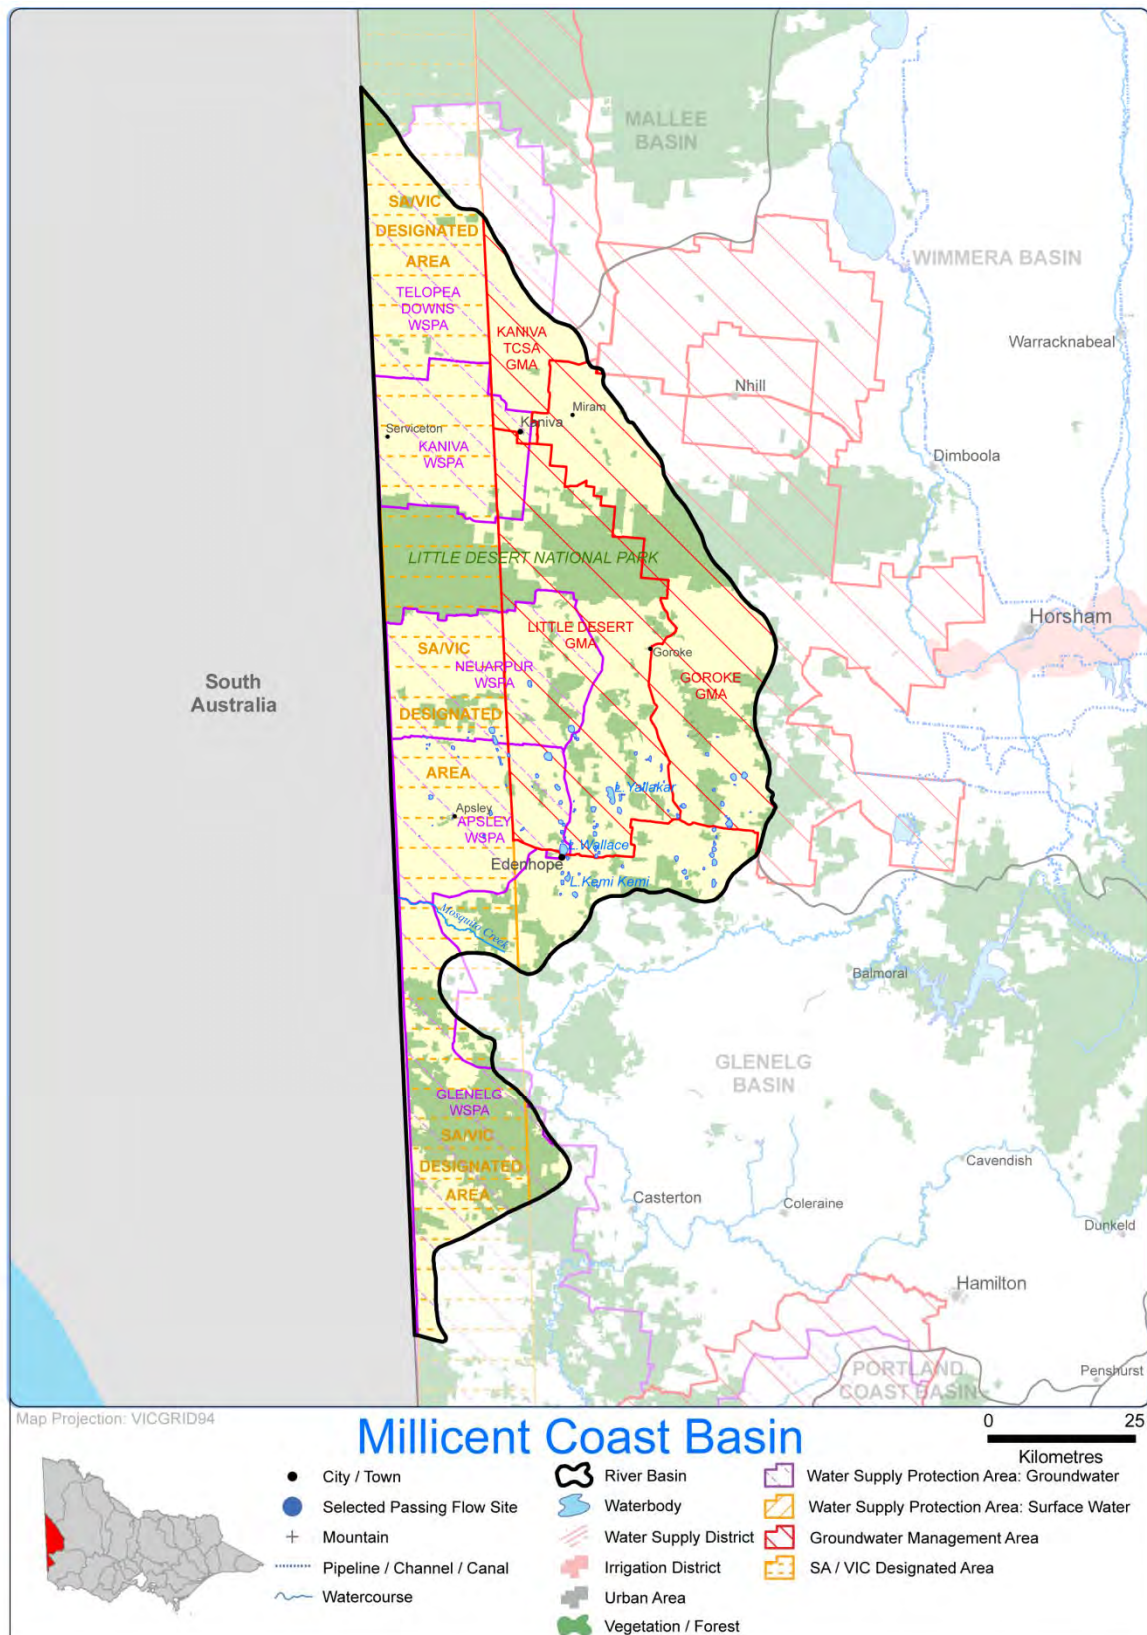 MALLEE
BASIN
WIMMERA BASIN
SA/VIC
DESIGNATED
AREA
TELOPEA
DOWNS
WSPA
KANIVA
TCSA
GMA
Warracknabeal
Nhill
Miram
Kaniva
Serviceton
KANIVA
WSPA
Dimboola
LITTLE DESERT NATIONAL PARK
Horsham
LITTLE DESERT
GMA
SA/VIC
NEUARPUR
WSPA
Goroke
GOROKE
GMA
South
Australia
DESIGNATED
AREA
L.Yallakar
Apsley
APSLEY
WSPA
L.Wallace
Edenhope
L.Kemi Kemi
Mosquito Creek
Balmoral
GLENELG
BASIN
GLENELG
WSPA
SA/VIC
DESIGNATED
AREA
Cavendish
Casterton
Coleraine
Dunkeld
Hamilton
PORTLAND
COAST BASIN
Penshurst
Map Projection: VICGRID94
Millicent Coast Basin
0 25
Kilometres
City / Town
Selected Passing Flow Site
Mountain
Pipeline / Channel / Canal
Watercourse
River Basin
Waterbody
Water Supply District
Irrigation District
Urban Area
Vegetation / Forest
Water Supply Protection Area: Groundwater
Water Supply Protection Area: Surface Water
Groundwater Management Area
SA / VIC Designated Area